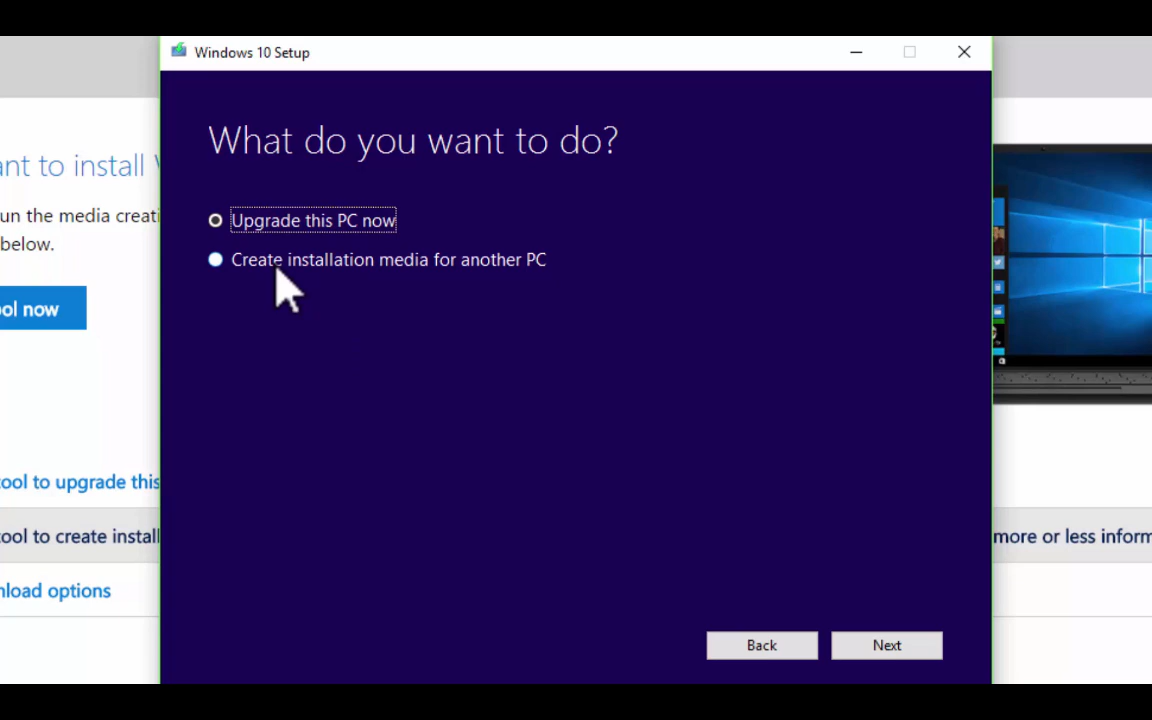 Windows 10 Setup
What do you want to do?
Upgrade this PC now
Create installation media for another PC
Back
Next
ant to install
un the media creati
below.
ool now
ool to upgrade this
ool to create install
more or less inform
nload options